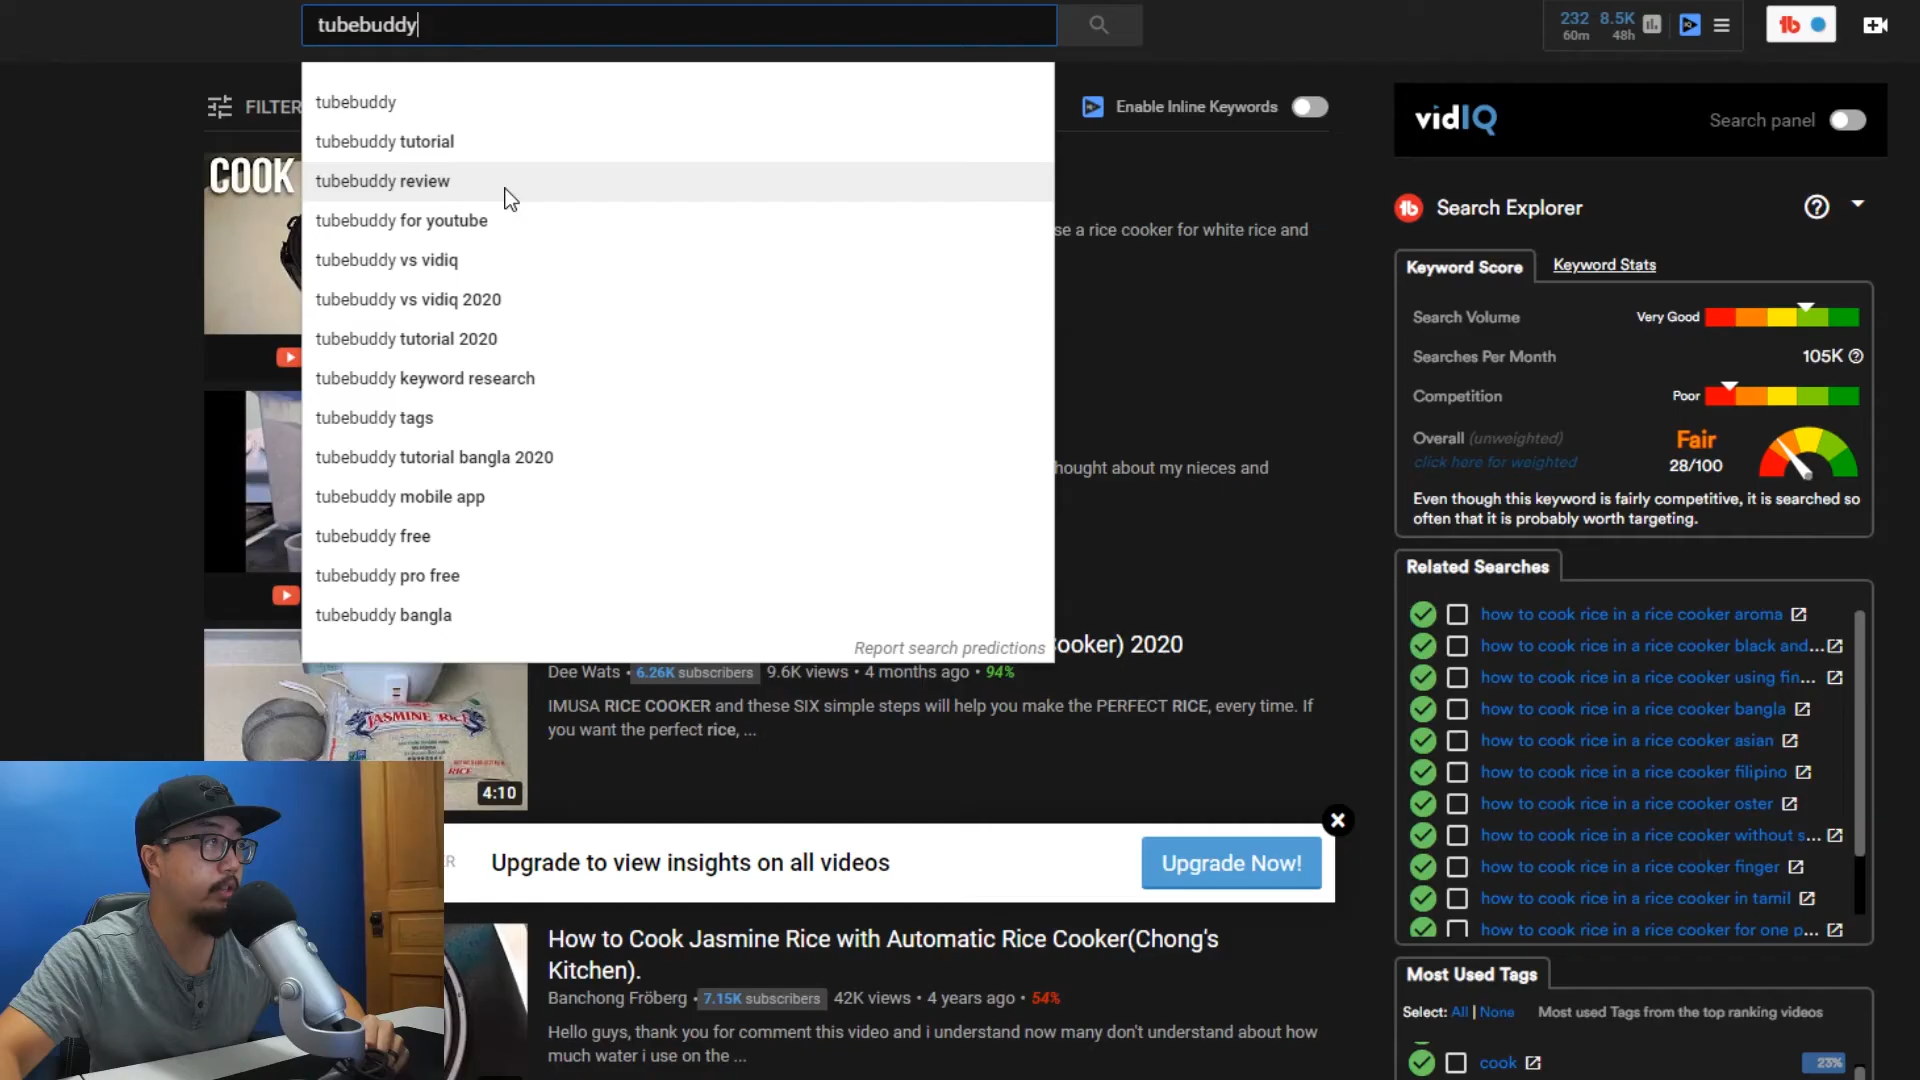 tubebuddy
232 8.5K
60m 48h
FILTER
tubebuddy
tubebuddy tutorial
tubebuddy review
tubebuddy for youtube
tubebuddy vs vidiq
tubebuddy vs vidiq 2020
tubebuddy tutorial 2020
tubebuddy keyword research
tubebuddy tags
tubebuddy tutorial bangla 2020
tubebuddy mobile app
tubebuddy free
tubebuddy pro free
tubebuddy bangla
Report search predictions
Enable Inline Keywords
COOK
se a rice cooker for white rice and
hought about my nieces and
Cooker) 2020
Dee Wats • 6.26K subscribers 9.6K views • 4 months ago • 94%
IMUSA RICE COOKER and these SIX simple steps will help you make the PERFECT RICE, every time. If
you want the perfect rice, ...
JASMINE RICE
RICE
4:10
ER
Upgrade to view insights on all videos
Upgrade Now!
How to Cook Jasmine Rice with Automatic Rice Cooker(Chong's
Kitchen).
Banchong Fröberg • 7.15K subscribers 42K views • 4 years ago • 54%
Hello guys, thank you for comment this video and i understand now many don't understand about how
much water i use on the ...
vidIQ
Search panel
Search Explorer
Keyword Score Keyword Stats
Search Volume Very Good
Searches Per Month 105K
Competition Poor
Overall (unweighted) Fair
click here for weighted 28/100
Even though this keyword is fairly competitive, it is searched so
often that it is probably worth targeting.
Related Searches
how to cook rice in a rice cooker aroma
how to cook rice in a rice cooker black and...
how to cook rice in a rice cooker using fin...
how to cook rice in a rice cooker bangla
how to cook rice in a rice cooker asian
how to cook rice in a rice cooker filipino
how to cook rice in a rice cooker oster
how to cook rice in a rice cooker without s...
how to cook rice in a rice cooker finger
how to cook rice in a rice cooker in tamil
how to cook rice in a rice cooker for one p...
Most Used Tags
Select: All | None Most used Tags from the top ranking videos
cook 23%